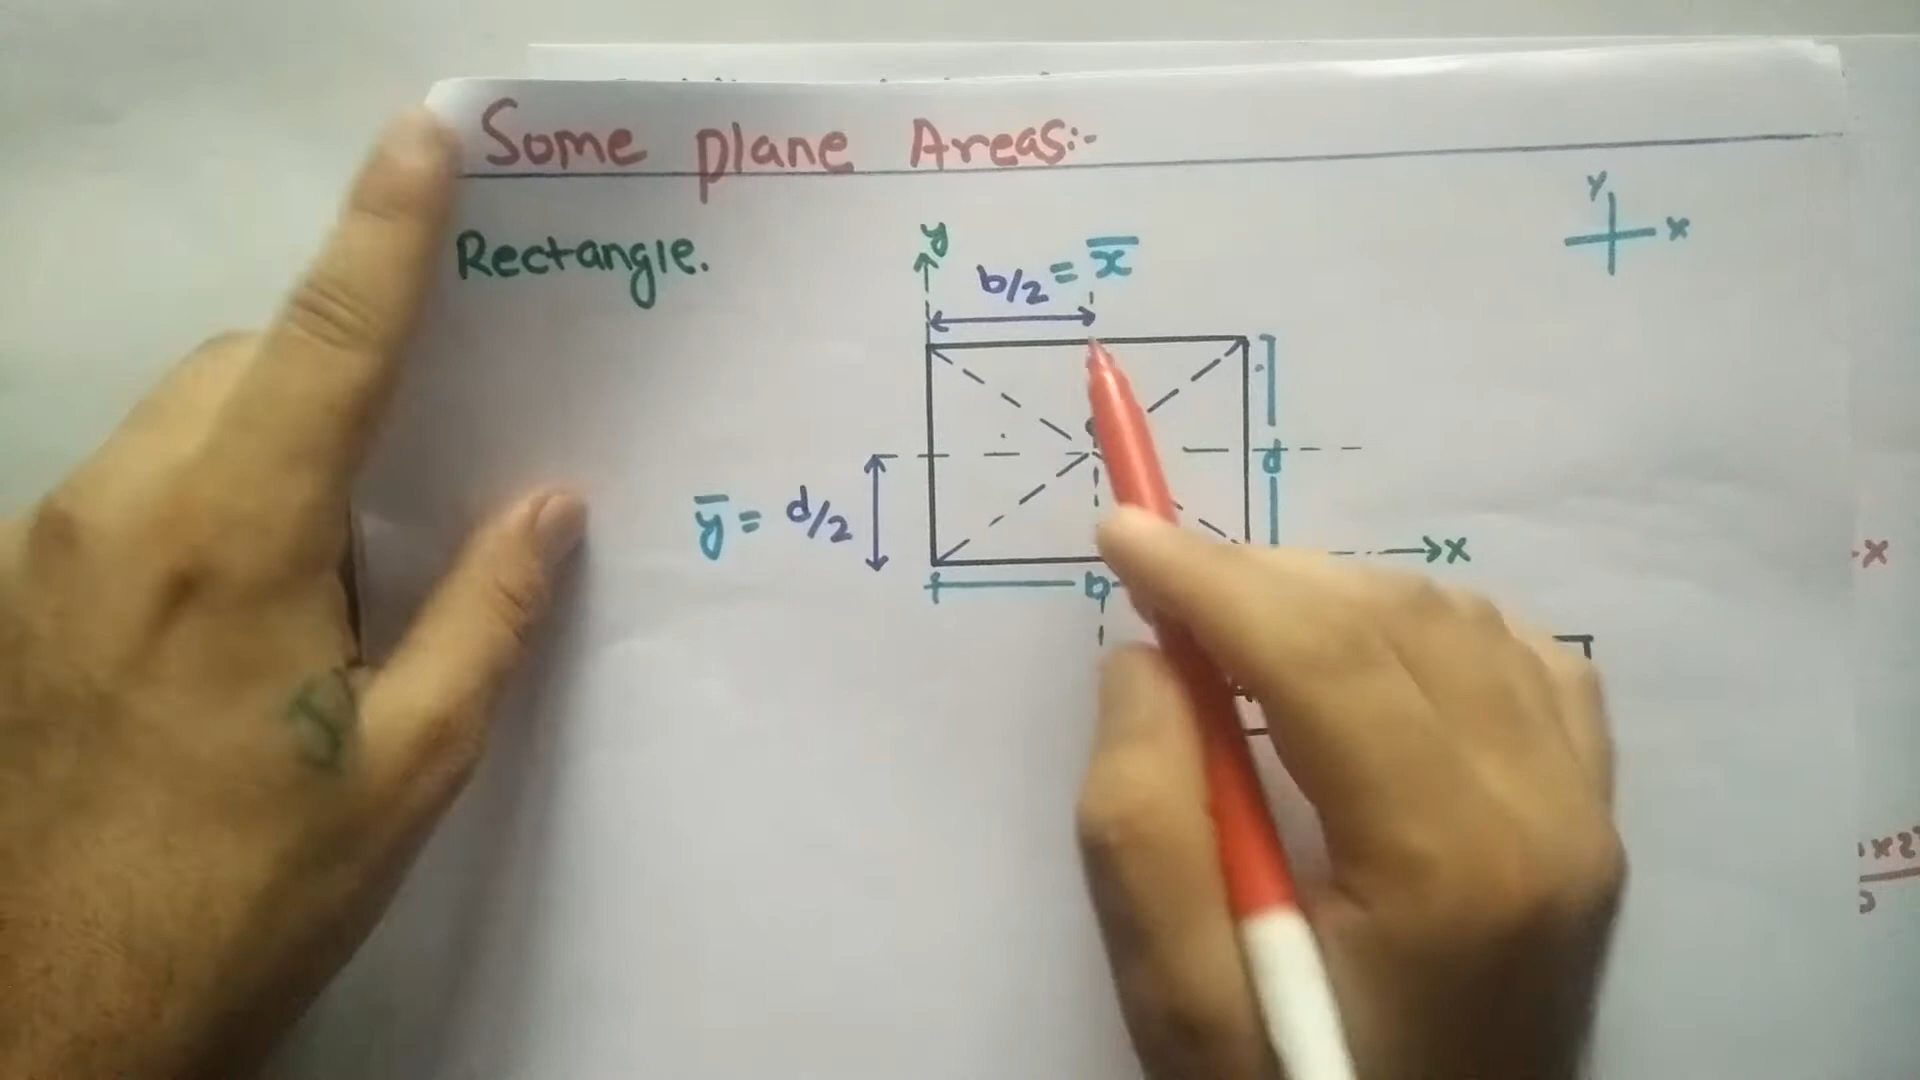 Some plane Areas:-
Rectangle.
y
x
y
b/2 = x̅
d
y̅ = d/2
x
b
x